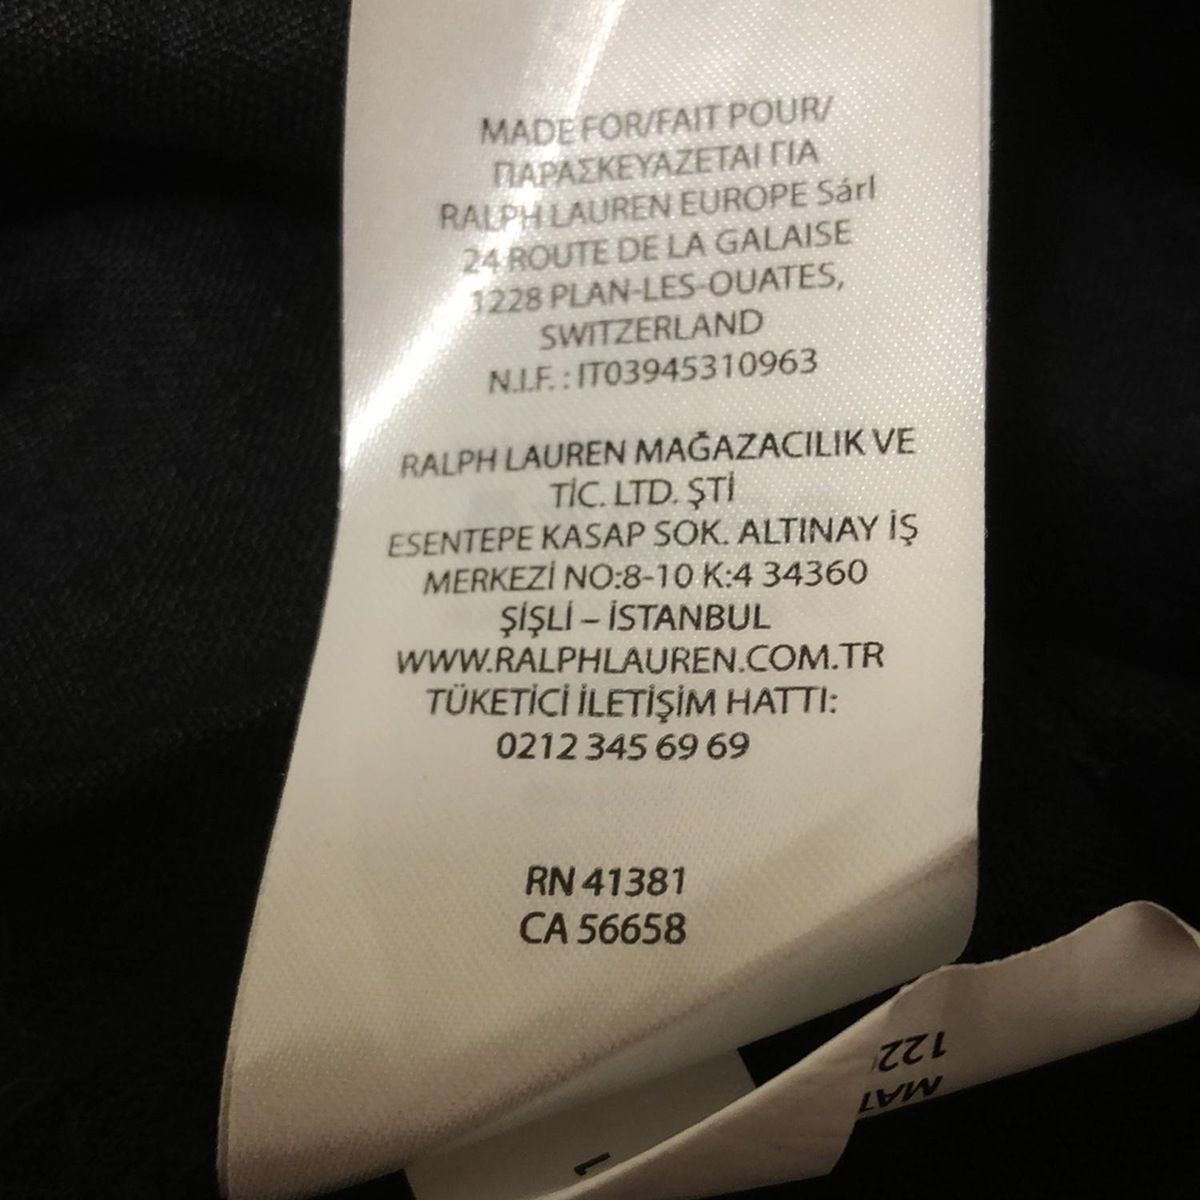 MADE FOR/FAIT POUR/
ΠΑΡΑΣΚΕΥΑΖΕΤΑΙ ΓΙΑ
RALPH LAUREN EUROPE Sárl
24 ROUTE DE LA GALAISE
1228 PLAN-LES-OUATES,
SWITZERLAND
N.I.F. : IT03945310963
RALPH LAUREN MAĞAZACILIK VE
TİC. LTD. ŞTİ
ESENTEPE KASAP SOK. ALTINAY İŞ
MERKEZİ NO:8-10 K:4 34360
ŞİŞLİ – İSTANBUL
WWW.RALPHLAUREN.COM.TR
TÜKETİCİ İLETİŞİM HATTI:
0212 345 69 69
RN 41381
CA 56658